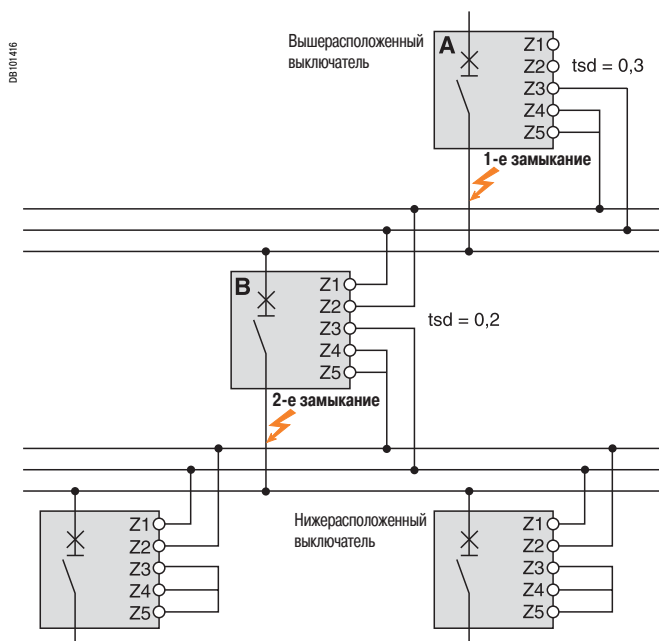 DB101416
Вышерасположенный
выключатель
A
Z1
Z2
Z3
Z4
Z5
tsd = 0,3
1-е замыкание
B
Z1
Z2
Z3
Z4
Z5
tsd = 0,2
2-е замыкание
Z1
Z2
Z3
Z4
Z5
Нижерасположенный
выключатель
Z1
Z2
Z3
Z4
Z5